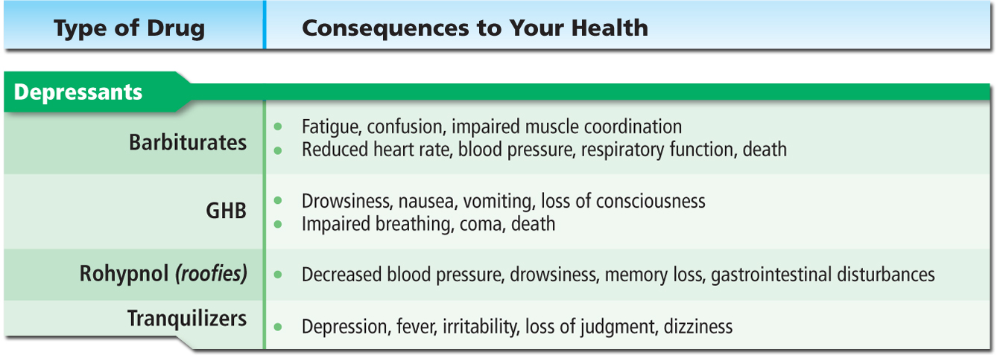 Type of Drug Consequences to Your Health
Depressants
Barbiturates
• Fatigue, confusion, impaired muscle coordination
• Reduced heart rate, blood pressure, respiratory function, death
GHB
• Drowsiness, nausea, vomiting, loss of consciousness
• Impaired breathing, coma, death
Rohypnol (roofies)
• Decreased blood pressure, drowsiness, memory loss, gastrointestinal disturbances
Tranquilizers
• Depression, fever, irritability, loss of judgment, dizziness